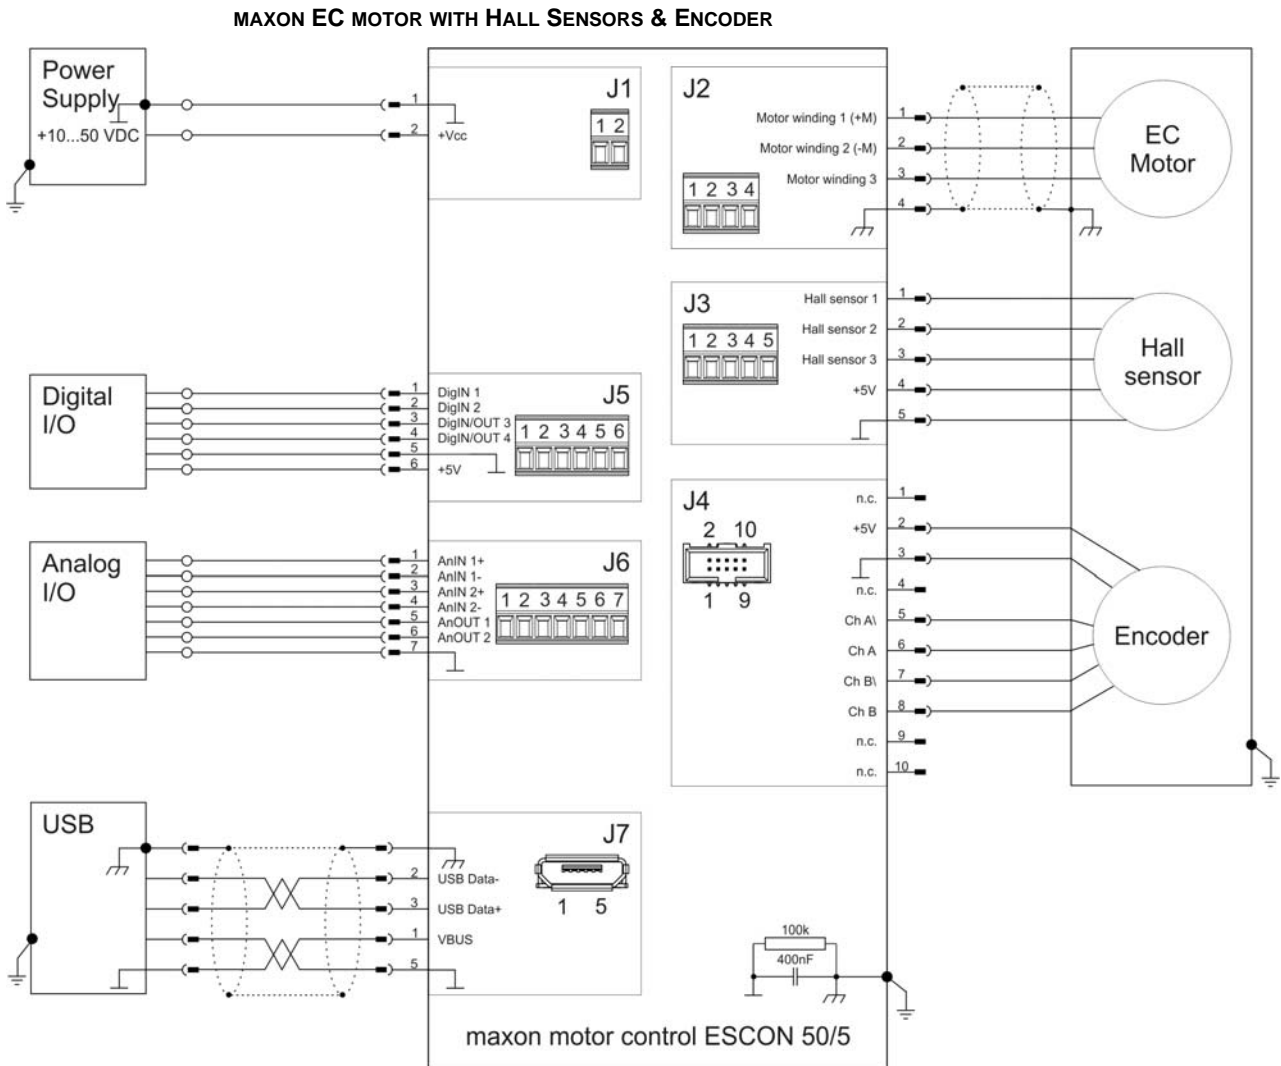 MAXON EC MOTOR WITH HALL SENSORS & ENCODER
Power
Supply
+10...50 VDC
1
2
+Vcc
J1
1 2
J2
Motor winding 1 (+M)
Motor winding 2 (-M)
Motor winding 3
1 2 3 4
1
2
3
4
EC
Motor
J3
Hall sensor 1
Hall sensor 2
Hall sensor 3
+5V
1 2 3 4 5
1
2
3
4
5
Hall
sensor
Digital
I/O
1
2
3
4
5
6
DigIN 1
DigIN 2
DigIN/OUT 3
DigIN/OUT 4
+5V
J5
1 2 3 4 5 6
J4
2 10
1 9
n.c.
+5V
n.c.
Ch A\
Ch A
Ch B\
Ch B
n.c.
n.c.
1
2
3
4
5
6
7
8
9
10
Encoder
Analog
I/O
1
2
3
4
5
6
7
AnIN 1+
AnIN 1-
AnIN 2+
AnIN 2-
AnOUT 1
AnOUT 2
J6
1 2 3 4 5 6 7
USB
2
3
1
5
USB Data-
USB Data+
VBUS
J7
1 5
100k
400nF
maxon motor control ESCON 50/5